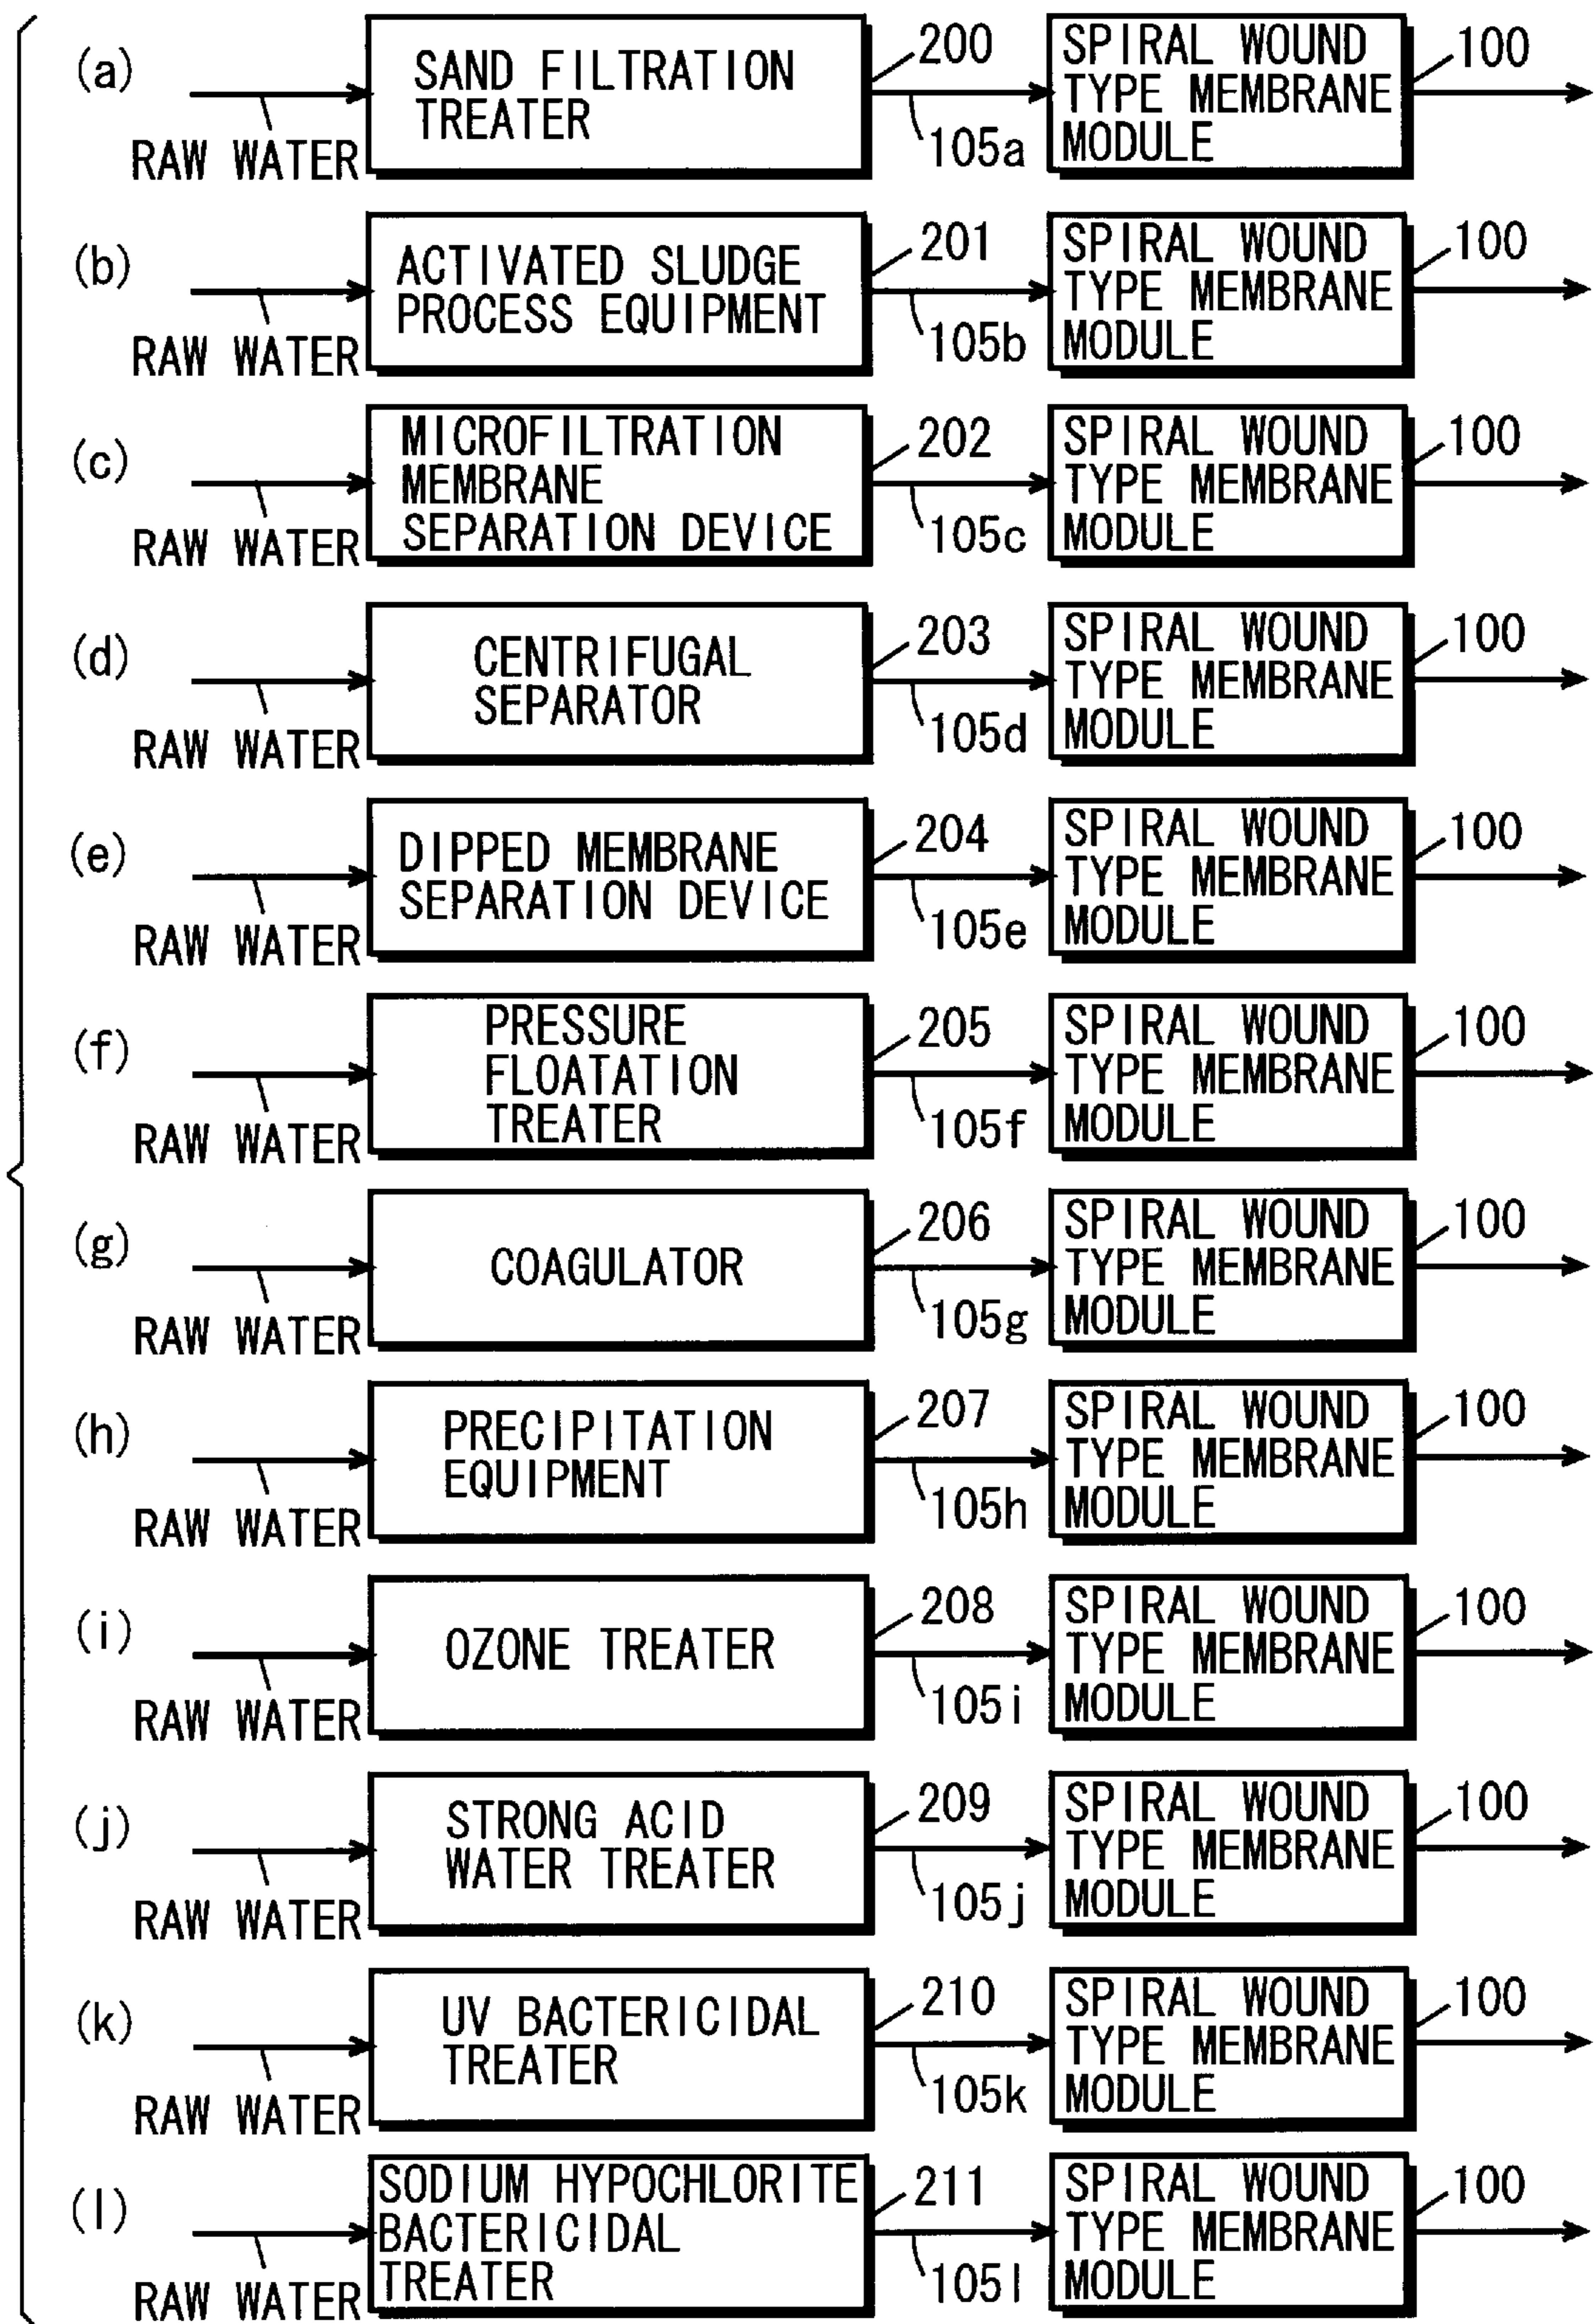 (a)
SAND FILTRATION
TREATER
200
SPIRAL WOUND
TYPE MEMBRANE
MODULE
100
RAW WATER
105a
(b)
ACTIVATED SLUDGE
PROCESS EQUIPMENT
201
SPIRAL WOUND
TYPE MEMBRANE
MODULE
100
RAW WATER
105b
(c)
MICROFILTRATION
MEMBRANE
SEPARATION DEVICE
202
SPIRAL WOUND
TYPE MEMBRANE
MODULE
100
RAW WATER
105c
(d)
CENTRIFUGAL
SEPARATOR
203
SPIRAL WOUND
TYPE MEMBRANE
MODULE
100
RAW WATER
105d
(e)
DIPPED MEMBRANE
SEPARATION DEVICE
204
SPIRAL WOUND
TYPE MEMBRANE
MODULE
100
RAW WATER
105e
(f)
PRESSURE
FLOATATION
TREATER
205
SPIRAL WOUND
TYPE MEMBRANE
MODULE
100
RAW WATER
105f
(g)
COAGULATOR
206
SPIRAL WOUND
TYPE MEMBRANE
MODULE
100
RAW WATER
105g
(h)
PRECIPITATION
EQUIPMENT
207
SPIRAL WOUND
TYPE MEMBRANE
MODULE
100
RAW WATER
105h
(i)
OZONE TREATER
208
SPIRAL WOUND
TYPE MEMBRANE
MODULE
100
RAW WATER
105i
(j)
STRONG ACID
WATER TREATER
209
SPIRAL WOUND
TYPE MEMBRANE
MODULE
100
RAW WATER
105j
(k)
UV BACTERICIDAL
TREATER
210
SPIRAL WOUND
TYPE MEMBRANE
MODULE
100
RAW WATER
105k
(l)
SODIUM HYPOCHLORITE
BACTERICIDAL
TREATER
211
SPIRAL WOUND
TYPE MEMBRANE
MODULE
100
RAW WATER
105l